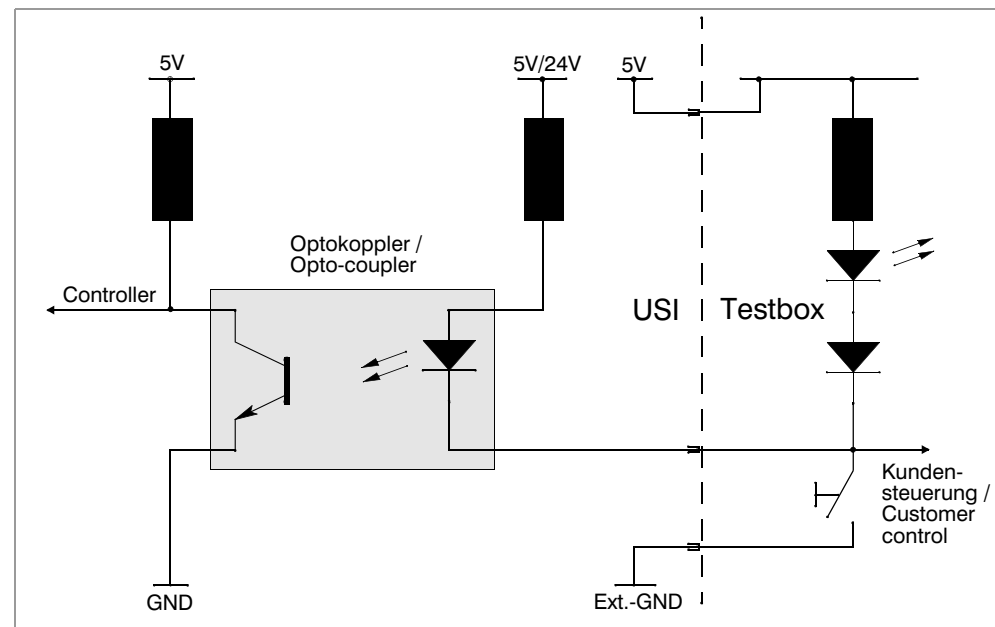 5V
5V/24V
5V
Optokoppler /
Opto-coupler
Controller
USI
Testbox
Kunden-
steuerung /
Customer
control
GND
Ext.-GND